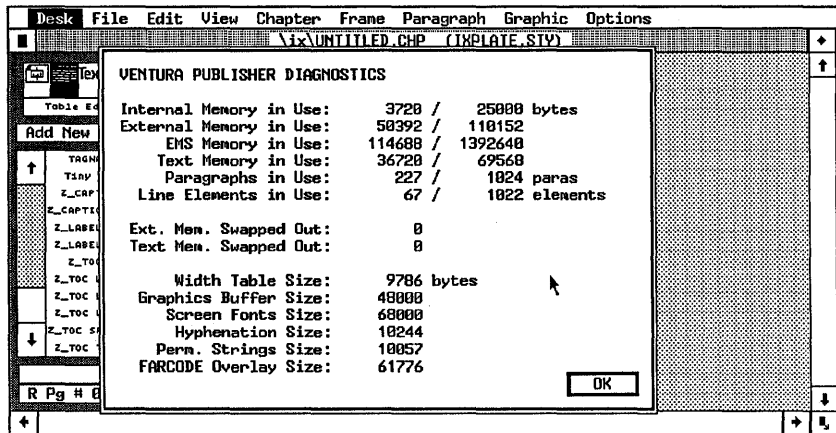 Desk File Edit View Chapter Frame Paragraph Graphic Options
\ix\UNTITLED.CHP (IXPLATE.STY)
Tex
Table Ed
Add New
TAGNA
Tiny
Z_CAPT
Z_CAPTIO
Z_LABEL
Z_LABEL
Z_TOC
Z_TOC L
Z_TOC L
Z_TOC L
Z_TOC
Z_TOC
R Pg # 0
VENTURA PUBLISHER DIAGNOSTICS
Internal Memory in Use: 3720 / 25000 bytes
External Memory in Use: 50392 / 110152
EMS Memory in Use: 114688 / 1392640
Text Memory in Use: 36720 / 69568
Paragraphs in Use: 227 / 1024 paras
Line Elements in Use: 67 / 1022 elements
Ext. Mem. Swapped Out: 0
Text Mem. Swapped Out: 0
Width Table Size: 9786 bytes
Graphics Buffer Size: 48000
Screen Fonts Size: 68000
Hyphenation Size: 10244
Perm. Strings Size: 10057
FARCODE Overlay Size: 61776
OK